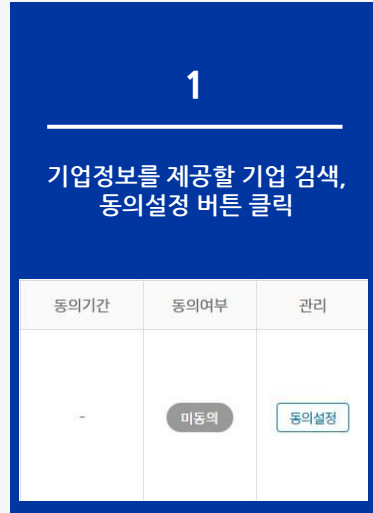 1
기업정보를 제공할 기업 검색,
동의설정 버튼 클릭
동의기간 동의여부 관리
- 미동의 동의설정